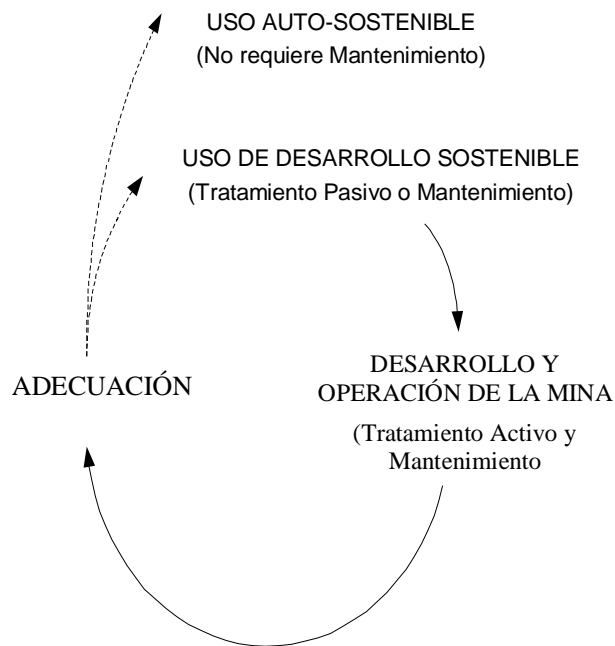 USO AUTO-SOSTENIBLE
(No requiere Mantenimiento)
USO DE DESARROLLO SOSTENIBLE
(Tratamiento Pasivo o Mantenimiento)
DESARROLLO Y
OPERACIÓN DE LA MINA
(Tratamiento Activo y
Mantenimiento
ADECUACIÓN